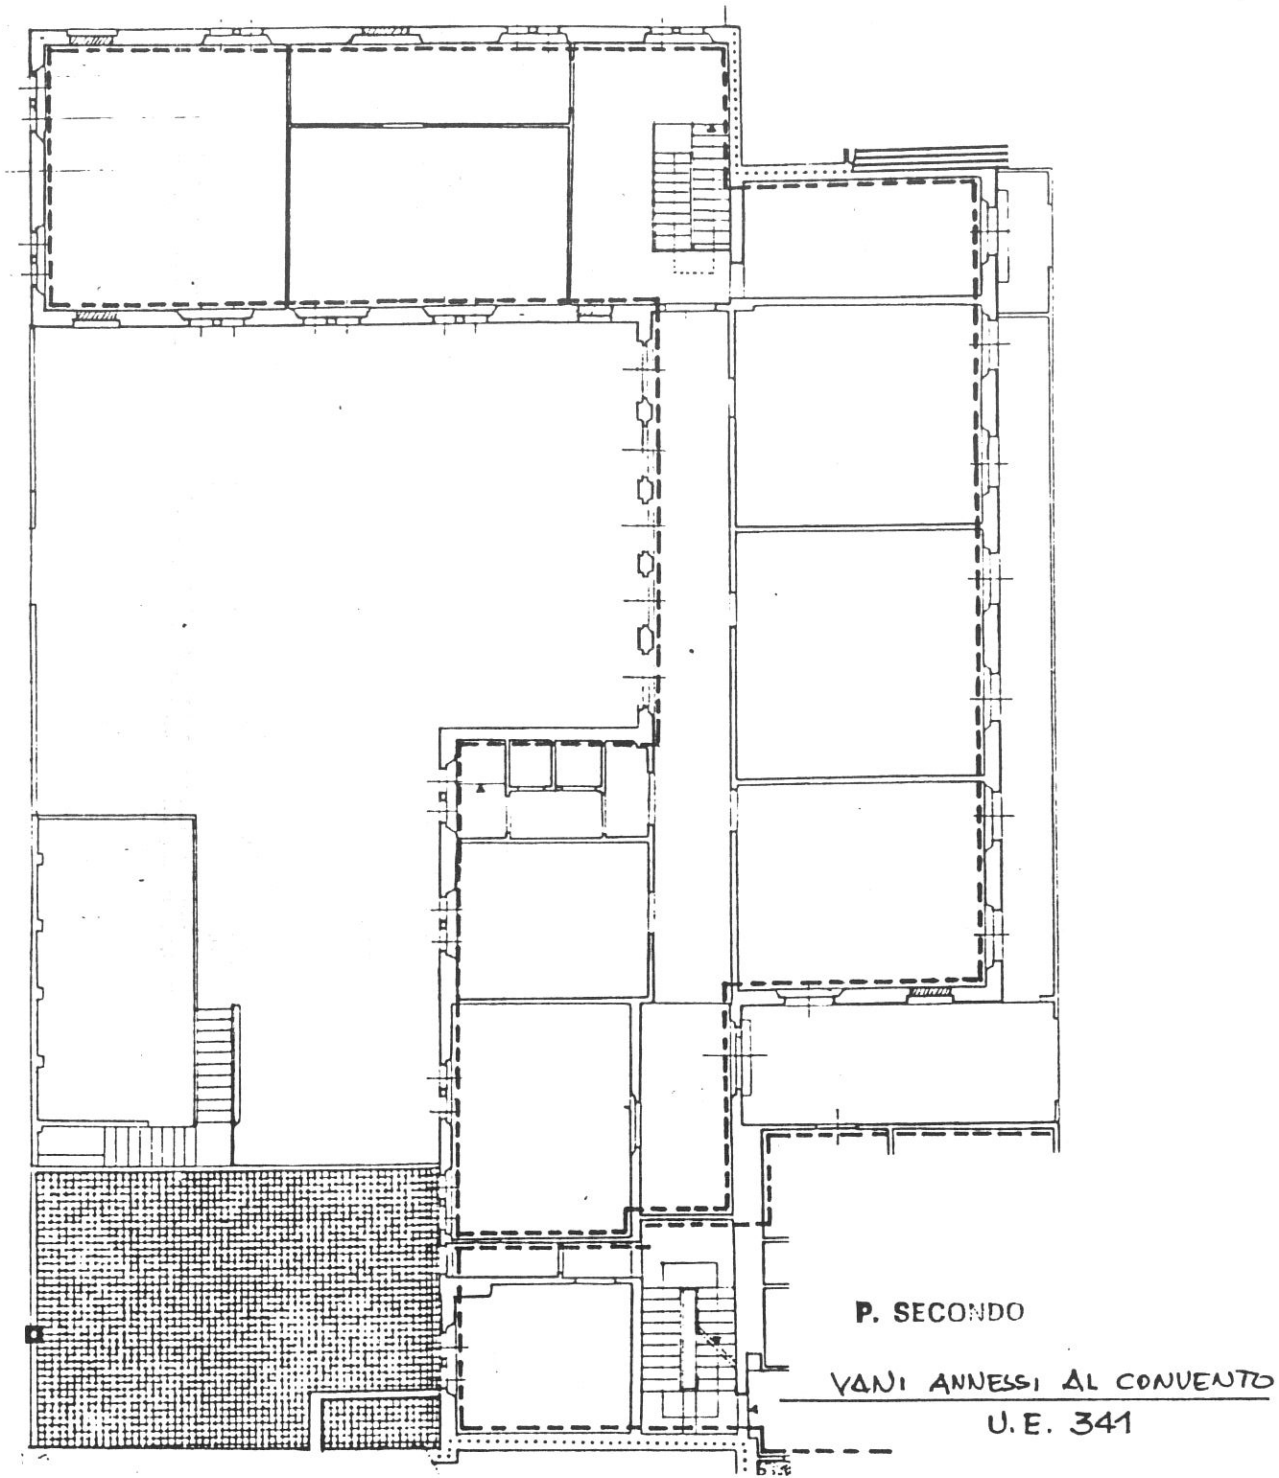 P. SECONDO
VANI ANNESSI AL CONVENTO
U.E. 341